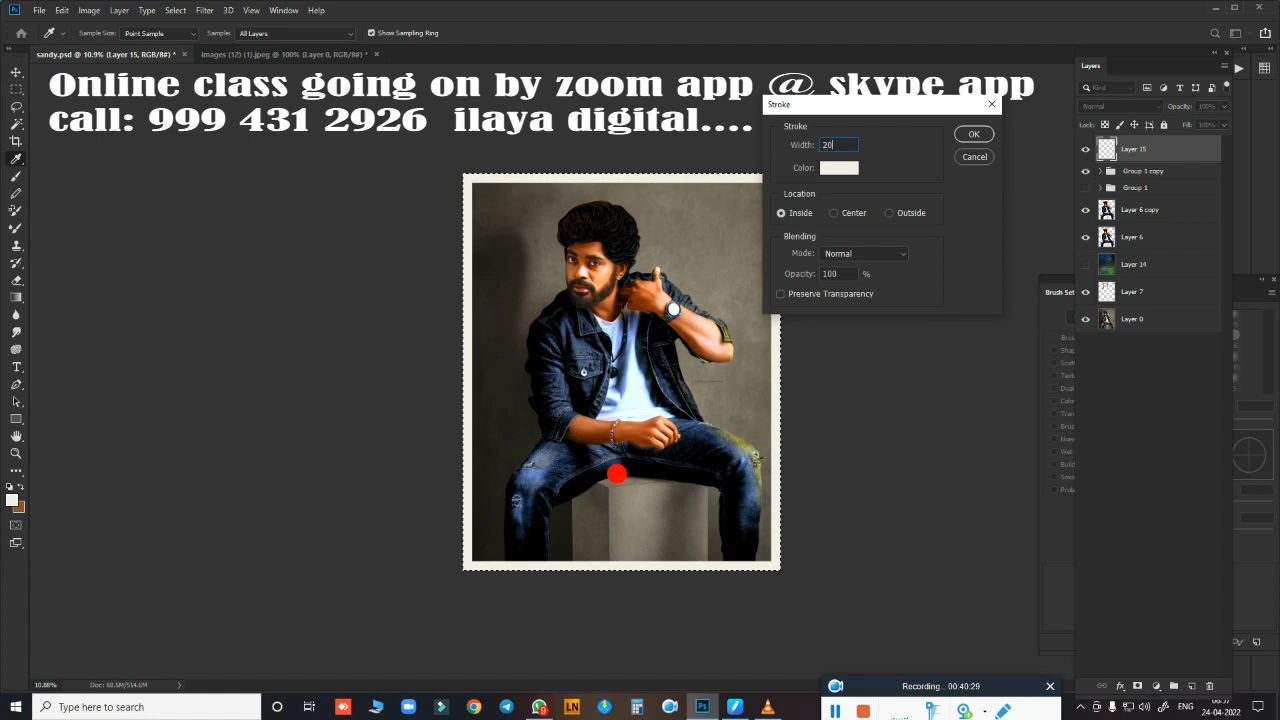 File Edit Image Layer Type Select Filter 3D View Window Help
Sample Size: Point Sample Sample: All Layers Show Sampling Ring
sandy.psd @ 10.9% (Layer 15, RGB/8#) * × images (12) (1).jpeg @ 100% (Layer 0, RGB/8#) * ×
Online class going on by zoom app @ skype app
call: 999 431 2926 ilaya digital....
Stroke
Stroke
Width: 20
Color:
OK
Cancel
Location
Inside Center Outside
Blending
Mode: Normal
Opacity: 100 %
Preserve Transparency
Layers
Kind
Normal Opacity: 100%
Lock: Fill: 100%
Layer 15
Group 1 copy
Group 1
Layer 6 copy
Layer 6
Layer 14
Layer 7
Layer 0
Brush Set
10.88% Doc: 68.5M/514.6M
Recording... 00:40:29
Type here to search
ENG
24-04-2022